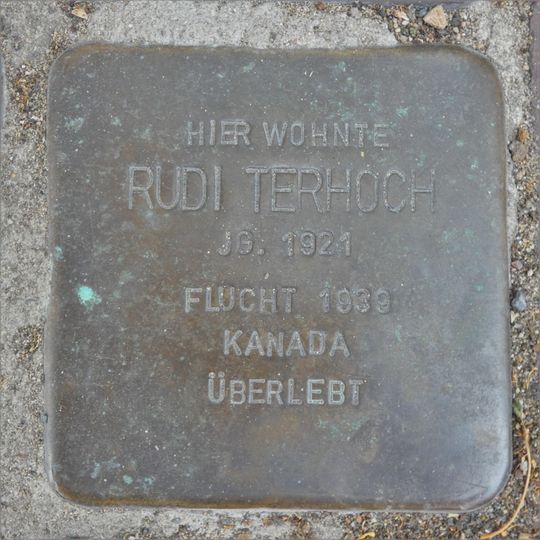 HIER WOHNTE
RUDI TERHOCH
JG. 1921
FLUCHT 1939
KANADA
ÜBERLEBT